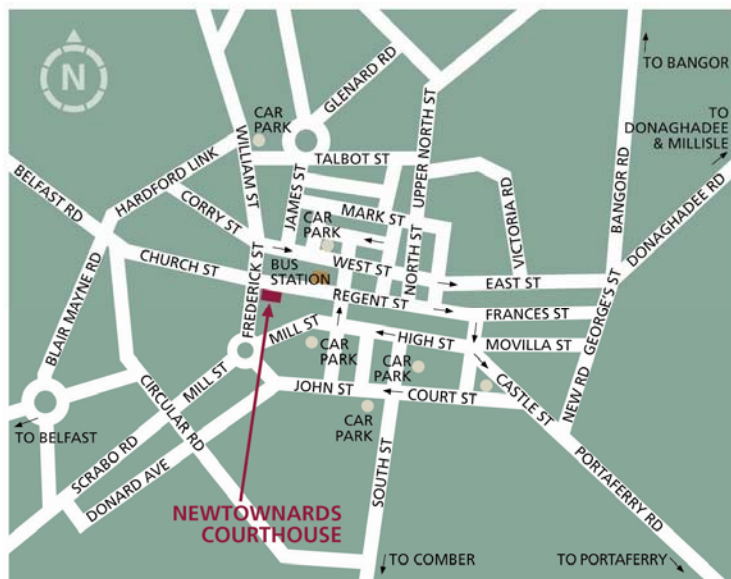 N
TO BANGOR
GLENARD RD
CAR
PARK
UPPER NORTH ST
TO
DONAGHADEE
& MILLISLE
WILLIAM ST
TALBOT ST
HARDFORD LINK
BELFAST RD
JAMES ST
BANGOR RD
DONAGHADEE RD
VICTORIA RD
CORRY ST
MARK ST
CAR
PARK
NORTH ST
CHURCH ST
BUS
STATION
WEST ST
EAST ST
BLAIR MAYNE RD
FREDERICK ST
REGENT ST
FRANCES ST
GEORGE'S ST
MILL ST
HIGH ST
MOVILLA ST
CAR
PARK
CAR
PARK
MILL ST
JOHN ST
COURT ST
CASTLE ST
NEW RD
CIRCULAR RD
CAR
PARK
TO BELFAST
SCRABO RD
DONARD AVE
SOUTH ST
PORTAFERRY RD
NEWTOWNARDS
COURTHOUSE
TO COMBER
TO PORTAFERRY